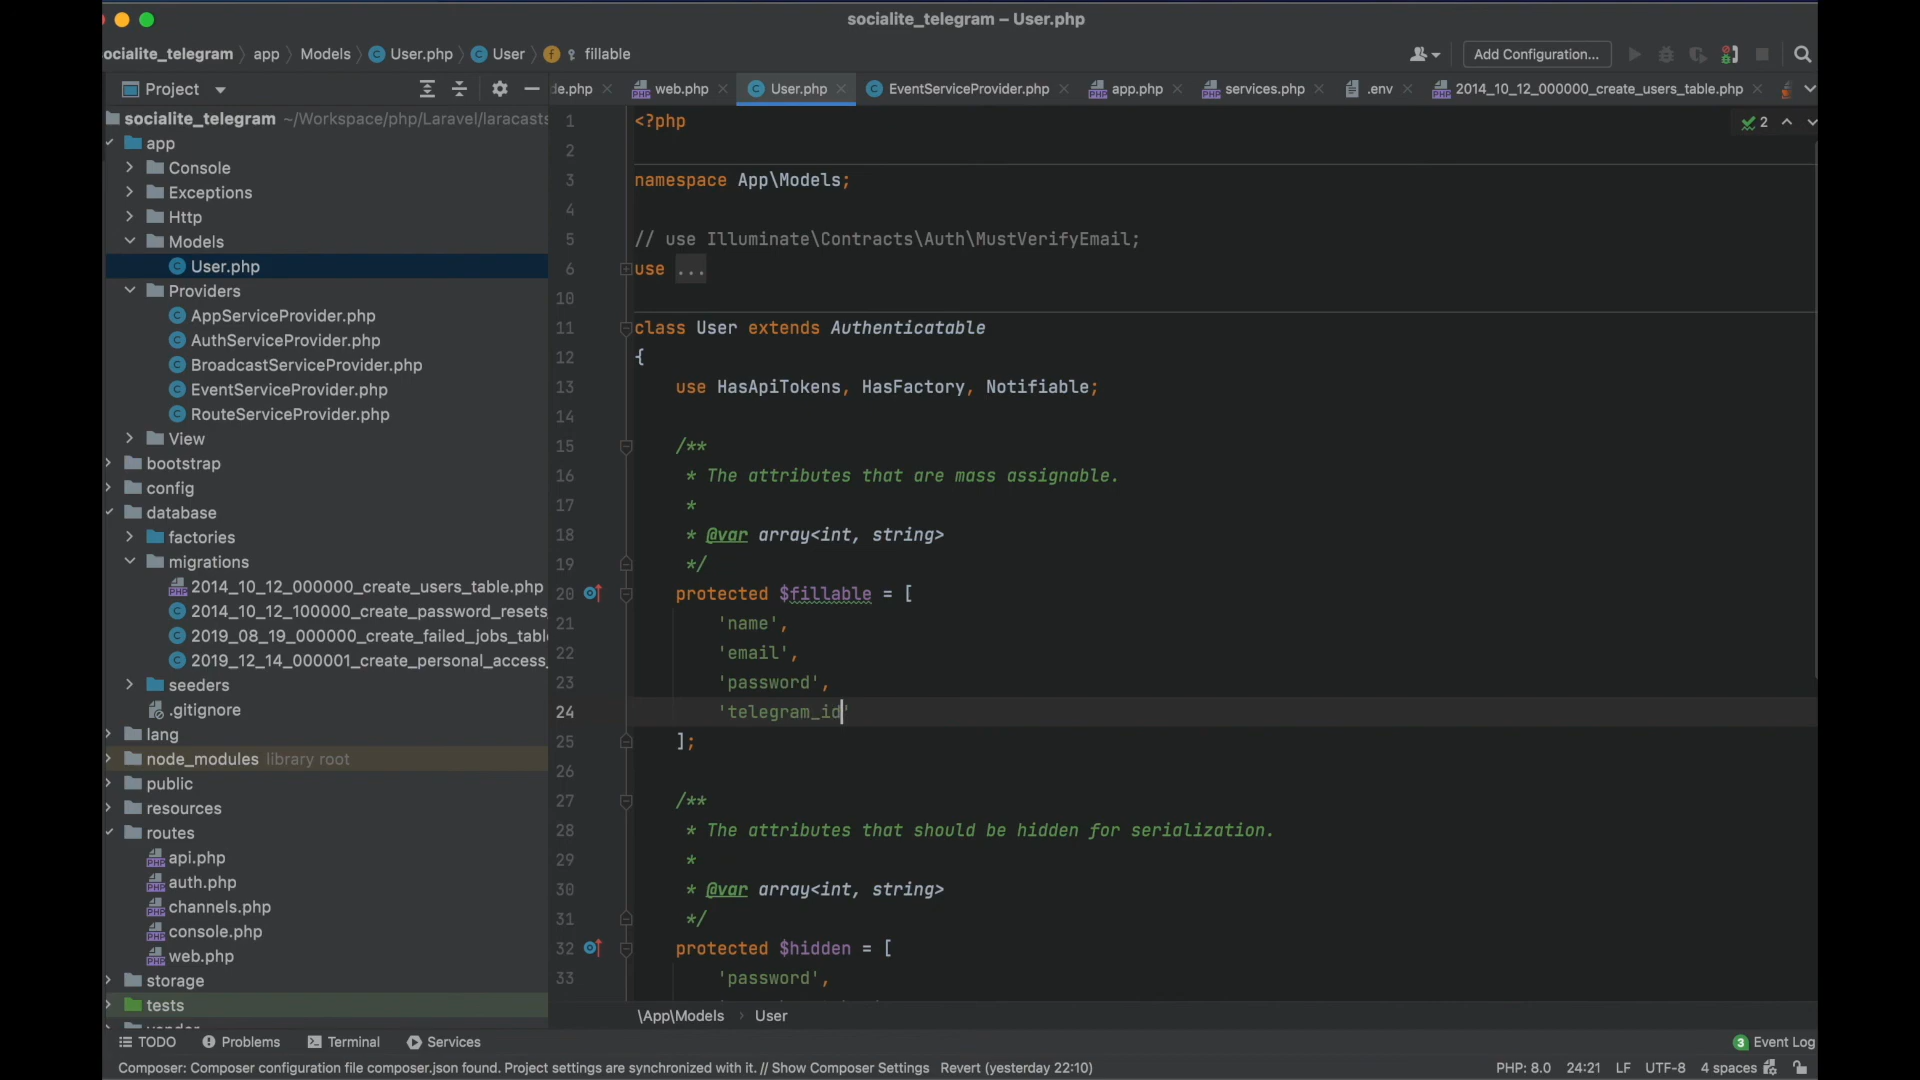 socialite_telegram – User.php
ocialite_telegram 〉 app 〉 Models 〉 User.php 〉 User 〉 fillable
Add Configuration...
Project
de.php
web.php
User.php
EventServiceProvider.php
app.php
services.php
.env
2014_10_12_000000_create_users_table.php
socialite_telegram ~/Workspace/php/Laravel/laracasts
app
Console
Exceptions
Http
Models
User.php
Providers
AppServiceProvider.php
AuthServiceProvider.php
BroadcastServiceProvider.php
EventServiceProvider.php
RouteServiceProvider.php
View
bootstrap
config
database
factories
migrations
2014_10_12_000000_create_users_table.php
2014_10_12_100000_create_password_resets
2019_08_19_000000_create_failed_jobs_table
2019_12_14_000001_create_personal_access_
seeders
.gitignore
lang
node_modules library root
public
resources
routes
api.php
auth.php
channels.php
console.php
web.php
storage
tests
2
1 <?php
2
3 namespace App\Models;
4
5 // use Illuminate\Contracts\Auth\MustVerifyEmail;
6 use ...
10
11 class User extends Authenticatable
12 {
13 use HasApiTokens, HasFactory, Notifiable;
14
15 /**
16 * The attributes that are mass assignable.
17 *
18 * @var array<int, string>
19 */
20 protected $fillable = [
21 'name',
22 'email',
23 'password',
24 'telegram_id'
25 ];
26
27 /**
28 * The attributes that should be hidden for serialization.
29 *
30 * @var array<int, string>
31 */
32 protected $hidden = [
33 'password',
\App\Models 〉 User
TODO
Problems
Terminal
Services
3 Event Log
Composer: Composer configuration file composer.json found. Project settings are synchronized with it. // Show Composer Settings Revert (yesterday 22:10)
PHP: 8.0 24:21 LF UTF-8 4 spaces